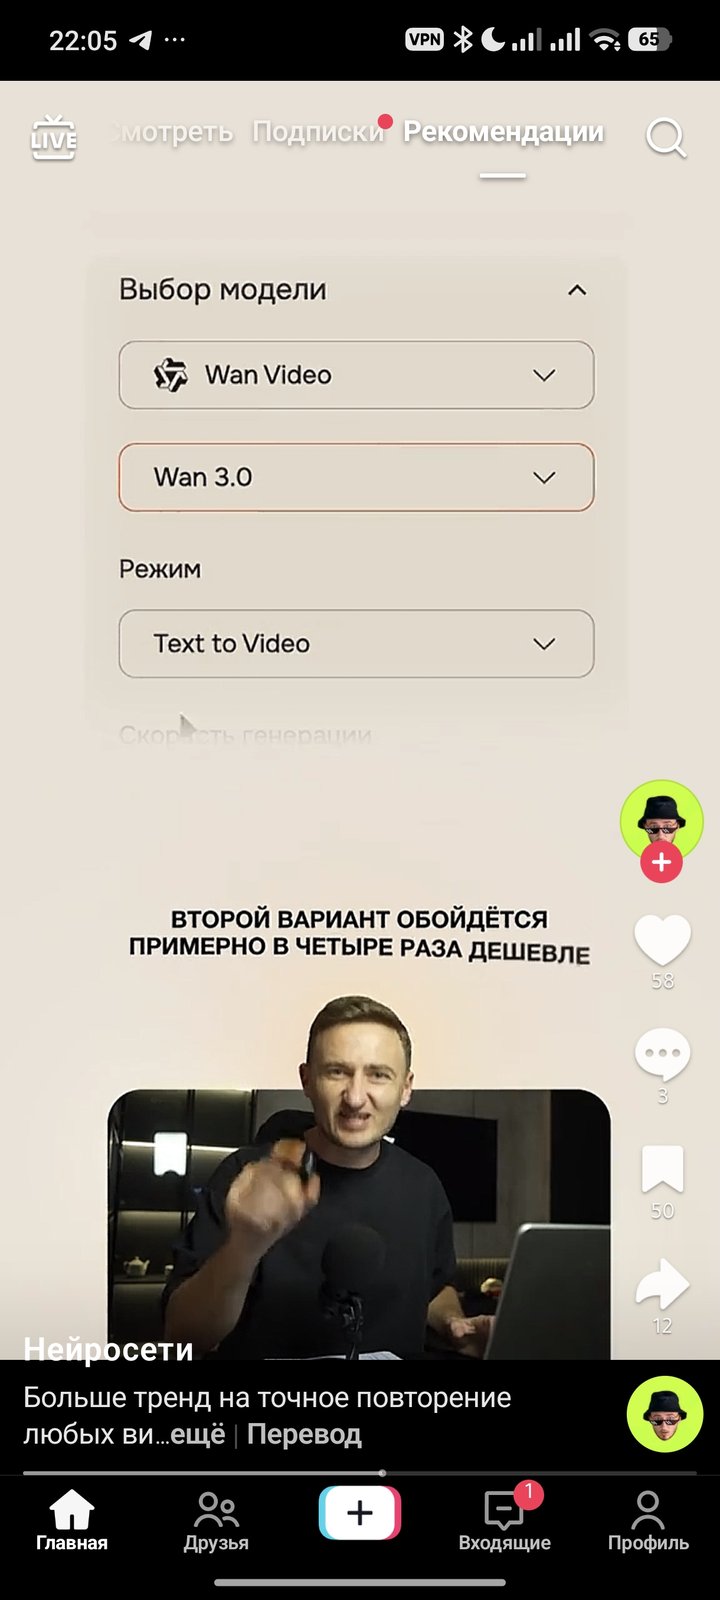 22:05
VPN
65
LIVE
Смотреть Подписки Рекомендации
Выбор модели
Wan Video
Wan 3.0
Режим
Text to Video
Скорость генерации
ВТОРОЙ ВАРИАНТ ОБОЙДЁТСЯ
ПРИМЕРНО В ЧЕТЫРЕ РАЗА ДЕШЕВЛЕ
58
3
50
12
Нейросети
Больше тренд на точное повторение
любых ви...ещё | Перевод
1
Главная Друзья Входящие Профиль